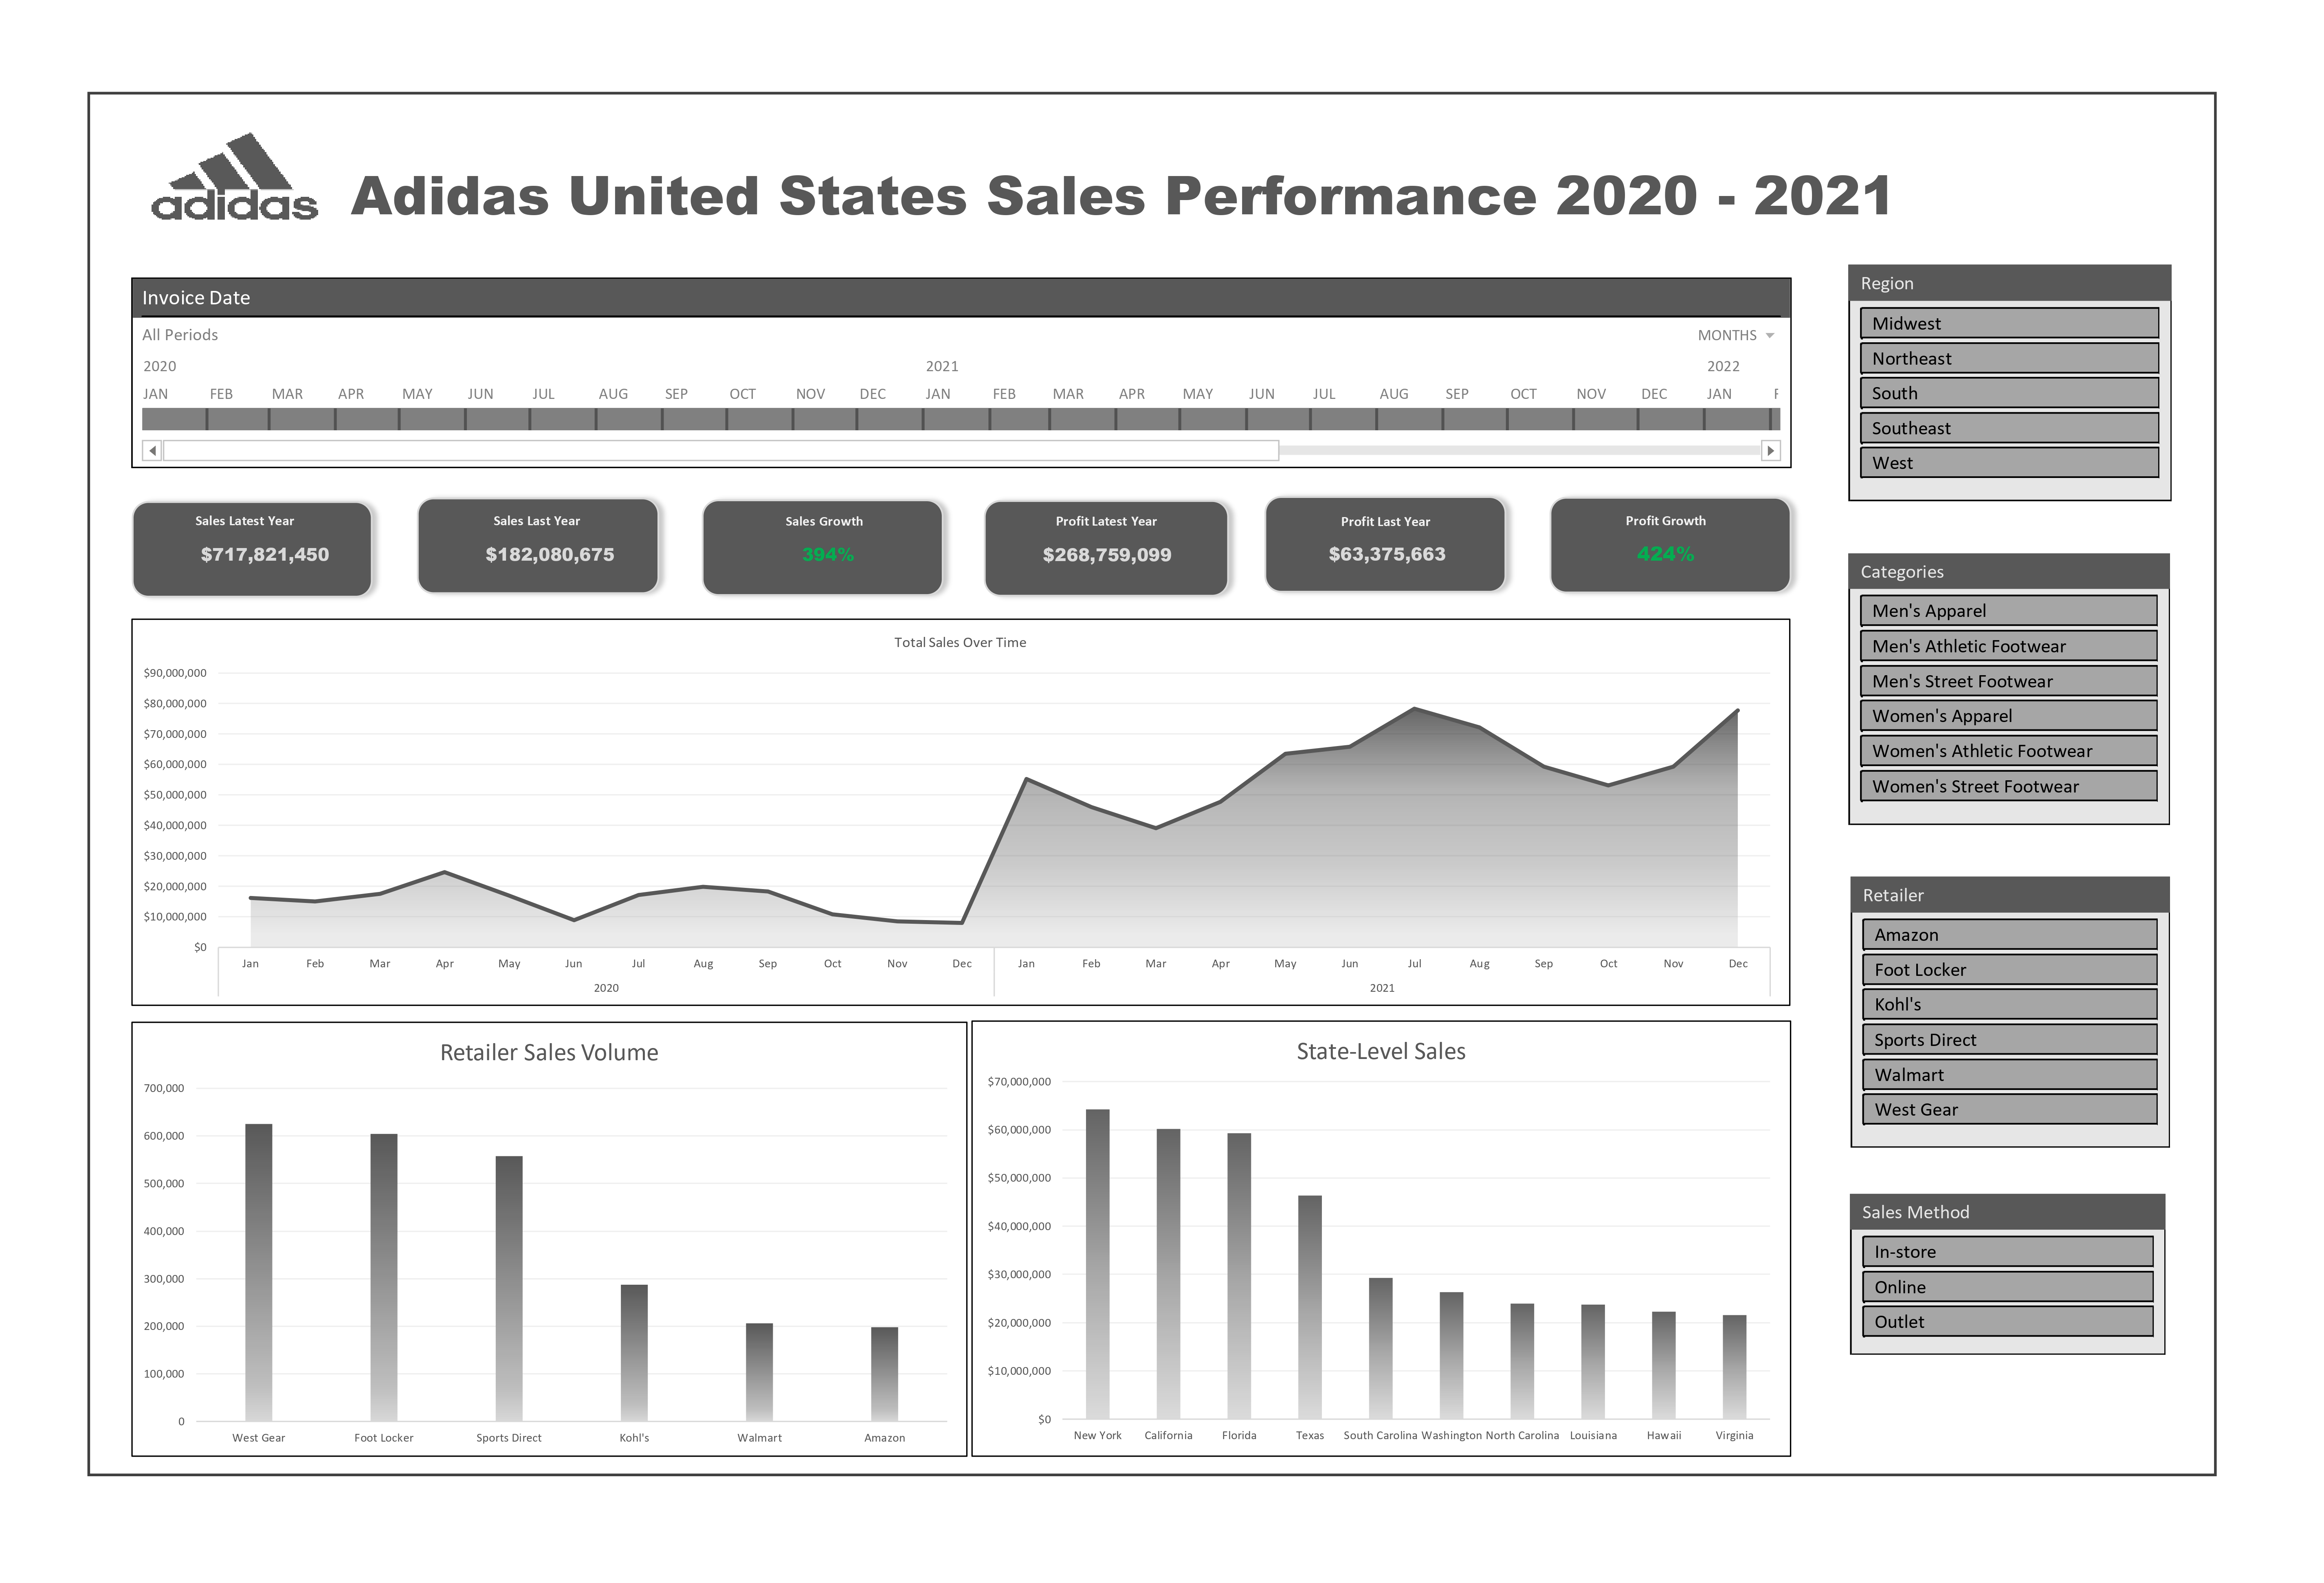 adidas
Adidas United States Sales Performance 2020 - 2021
Invoice Date
All Periods
MONTHS
2020 2021 2022
JAN FEB MAR APR MAY JUN JUL AUG SEP OCT NOV DEC JAN FEB MAR APR MAY JUN JUL AUG SEP OCT NOV DEC JAN F
Sales Latest Year
$717,821,450
Sales Last Year
$182,080,675
Sales Growth
394%
Profit Latest Year
$268,759,099
Profit Last Year
$63,375,663
Profit Growth
424%
Total Sales Over Time
$90,000,000
$80,000,000
$70,000,000
$60,000,000
$50,000,000
$40,000,000
$30,000,000
$20,000,000
$10,000,000
$0
Jan Feb Mar Apr May Jun Jul Aug Sep Oct Nov Dec Jan Feb Mar Apr May Jun Jul Aug Sep Oct Nov Dec
2020 2021
Retailer Sales Volume
700,000
600,000
500,000
400,000
300,000
200,000
100,000
0
West Gear Foot Locker Sports Direct Kohl's Walmart Amazon
State-Level Sales
$70,000,000
$60,000,000
$50,000,000
$40,000,000
$30,000,000
$20,000,000
$10,000,000
$0
New York California Florida Texas South Carolina Washington North Carolina Louisiana Hawaii Virginia
Region
Midwest
Northeast
South
Southeast
West
Categories
Men's Apparel
Men's Athletic Footwear
Men's Street Footwear
Women's Apparel
Women's Athletic Footwear
Women's Street Footwear
Retailer
Amazon
Foot Locker
Kohl's
Sports Direct
Walmart
West Gear
Sales Method
In-store
Online
Outlet